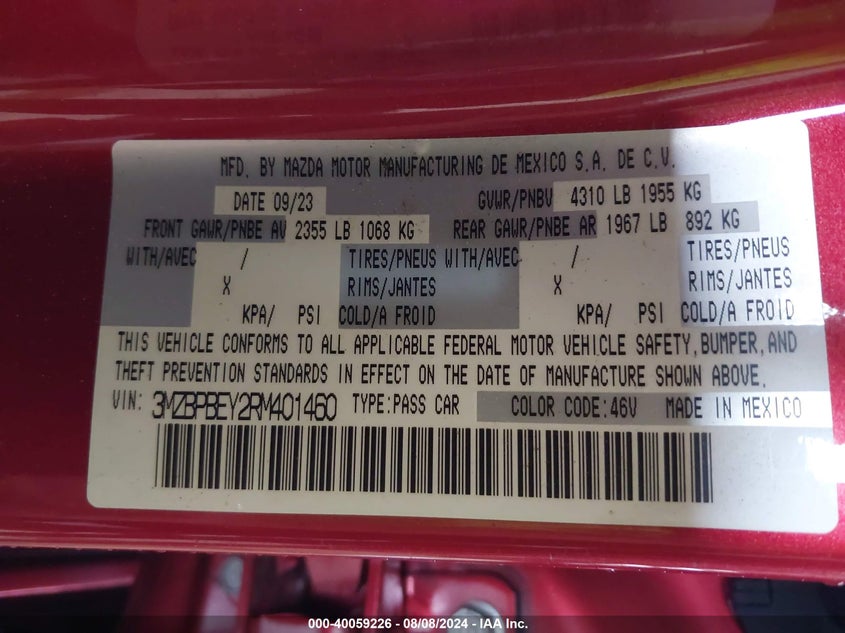 MFD. BY MAZDA MOTOR MANUFACTURING DE MEXICO S.A. DE C.V.
DATE 09/23 GVWR/PNBV 4310 LB 1955 KG
FRONT GAWR/PNBE AV 2355 LB 1068 KG REAR GAWR/PNBE AR 1967 LB 892 KG
WITH/AVEC / TIRES/PNEUS WITH/AVEC / TIRES/PNEUS
X RIMS/JANTES X RIMS/JANTES
KPA/ PSI COLD/A FROID KPA/ PSI COLD/A FROID
THIS VEHICLE CONFORMS TO ALL APPLICABLE FEDERAL MOTOR VEHICLE SAFETY, BUMPER, AND
THEFT PREVENTION STANDARDS IN EFFECT ON THE DATE OF MANUFACTURE SHOWN ABOVE.
VIN: 3MZBPBEY2RM401460 TYPE:PASS CAR COLOR CODE:46V MADE IN MEXICO
000-40059226 - 08/08/2024 - IAA Inc.